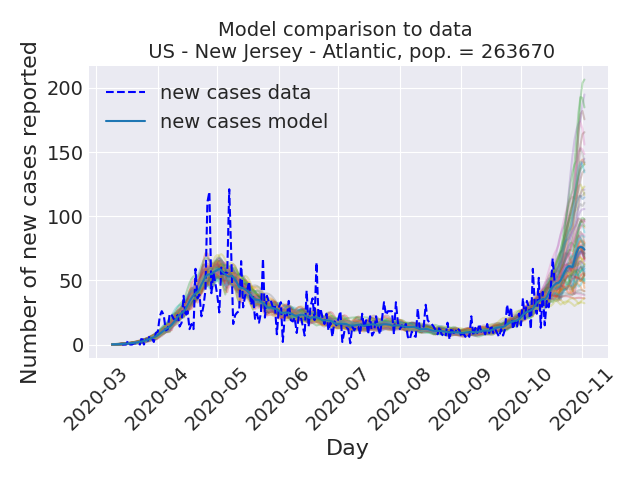 Model comparison to data
US - New Jersey - Atlantic, pop. = 263670
Number of new cases reported
200
150
100
50
0
new cases data
new cases model
2020-03
2020-04
2020-05
2020-06
2020-07
2020-08
2020-09
2020-10
2020-11
Day